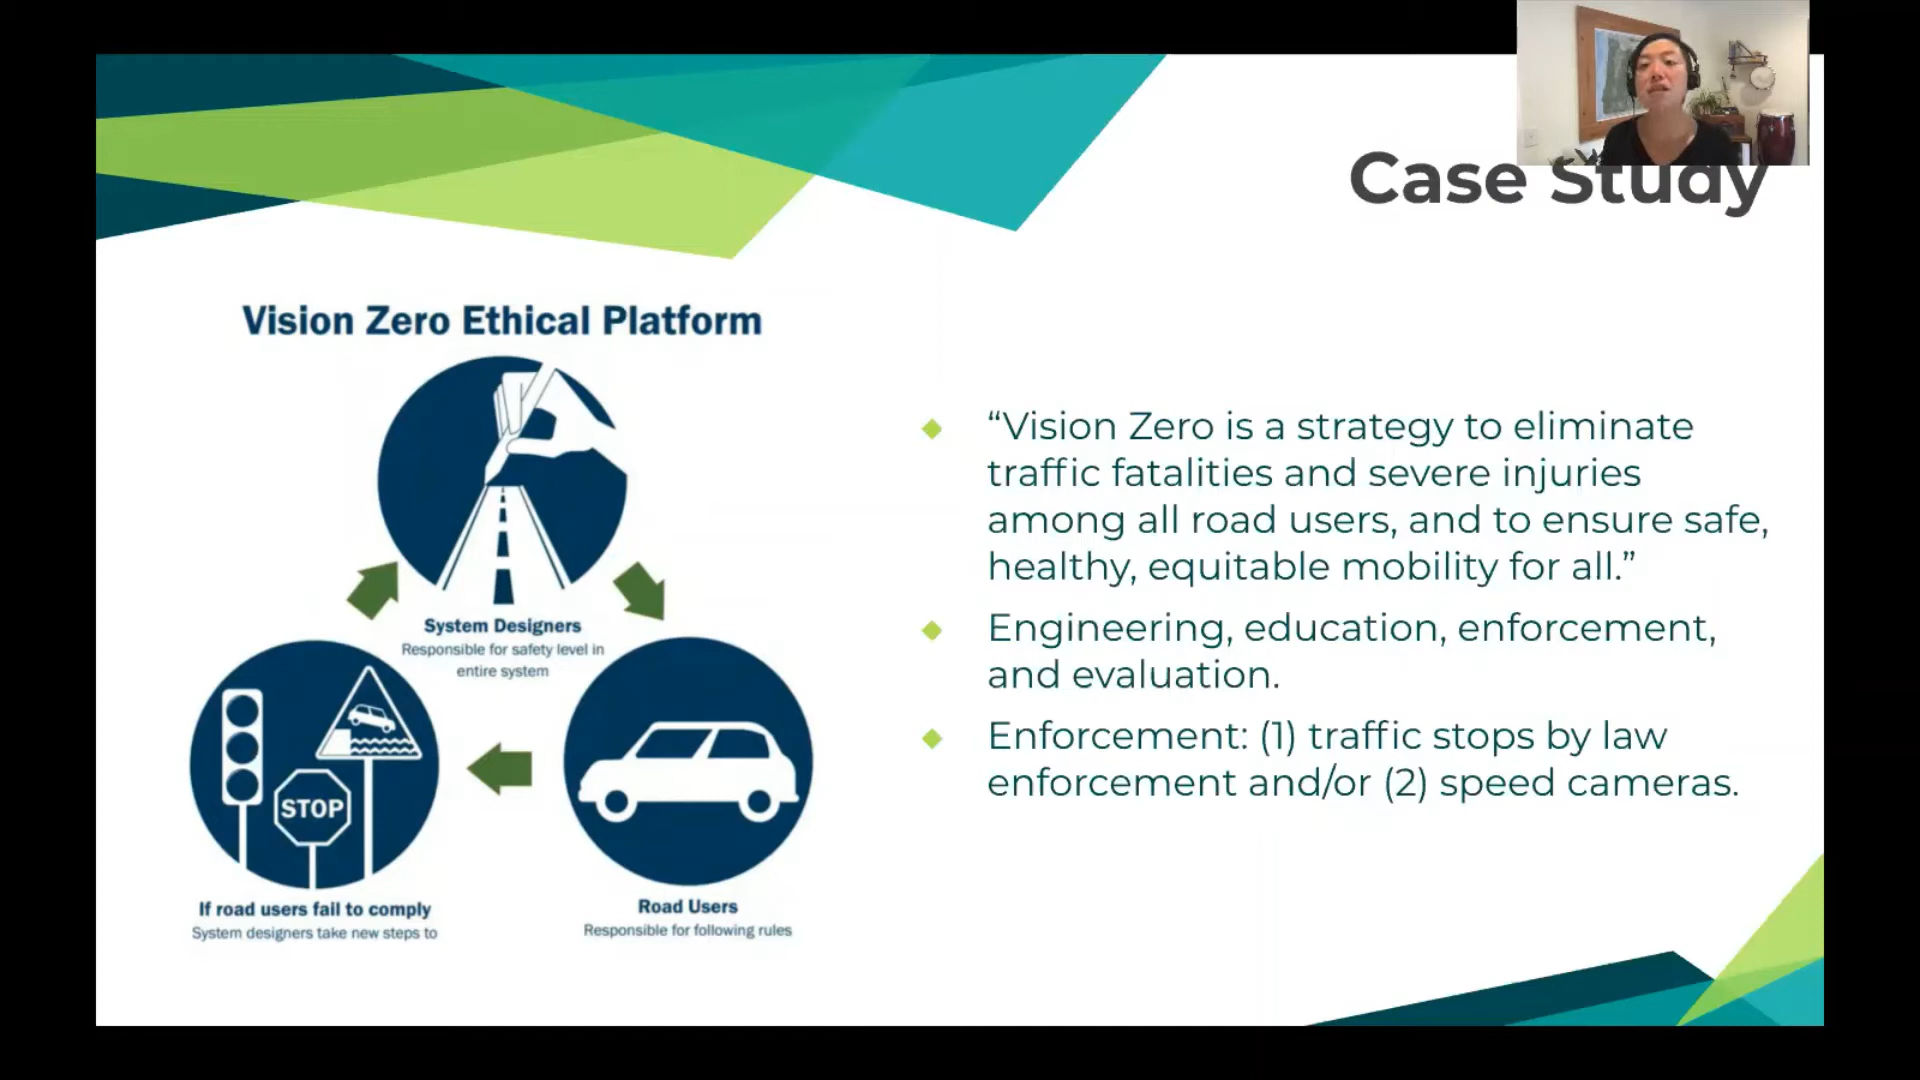 Case Study
Vision Zero Ethical Platform
System Designers
Responsible for safety level in
entire system
STOP
If road users fail to comply
System designers take new steps to
Road Users
Responsible for following rules
“Vision Zero is a strategy to eliminate
traffic fatalities and severe injuries
among all road users, and to ensure safe,
healthy, equitable mobility for all.”
Engineering, education, enforcement,
and evaluation.
Enforcement: (1) traffic stops by law
enforcement and/or (2) speed cameras.